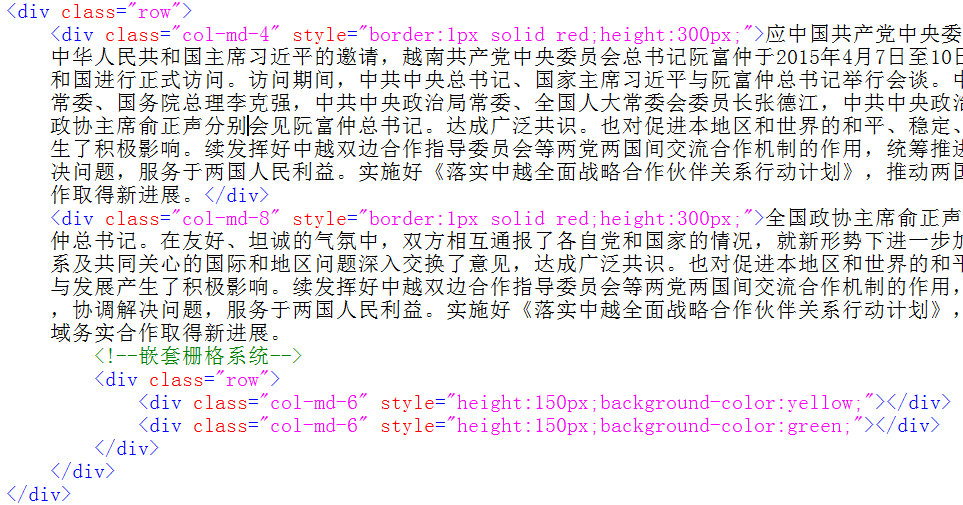 <div class="row">
<div class="col-md-4" style="border:1px solid red;height:300px;">应中国共产党中央委
中华人民共和国主席习近平的邀请，越南共产党中央委员会总书记阮富仲于2015年4月7日至10日
和国进行正式访问。访问期间，中共中央总书记、国家主席习近平与阮富仲总书记举行会谈。中
常委、国务院总理李克强，中共中央政治局常委、全国人大常委会委员长张德江，中共中央政治
政协主席俞正声分别会见阮富仲总书记。达成广泛共识。也对促进本地区和世界的和平、稳定、
生了积极影响。续发挥好中越双边合作指导委员会等两党两国间交流合作机制的作用，统筹推进
决问题，服务于两国人民利益。实施好《落实中越全面战略合作伙伴关系行动计划》，推动两国
作取得新进展。</div>
<div class="col-md-8" style="border:1px solid red;height:300px;">全国政协主席俞正声
仲总书记。在友好、坦诚的气氛中，双方相互通报了各自党和国家的情况，就新形势下进一步加
系及共同关心的国际和地区问题深入交换了意见，达成广泛共识。也对促进本地区和世界的和平
与发展产生了积极影响。续发挥好中越双边合作指导委员会等两党两国间交流合作机制的作用，
，协调解决问题，服务于两国人民利益。实施好《落实中越全面战略合作伙伴关系行动计划》，
域务实合作取得新进展。
<!--嵌套栅格系统-->
<div class="row">
<div class="col-md-6" style="height:150px;background-color:yellow;"></div>
<div class="col-md-6" style="height:150px;background-color:green;"></div>
</div>
</div>
</div>